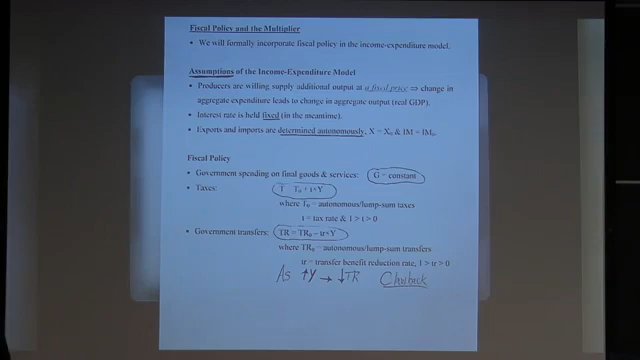 Fiscal Policy and the Multiplier
• We will formally incorporate fiscal policy in the income-expenditure model.
Assumptions of the Income-Expenditure Model
• Producers are willing supply additional output as a fixed price ⇒ change in
aggregate expenditure leads to change in aggregate output (real GDP).
• Interest rate is held fixed (in the meantime).
• Exports and imports are determined autonomously, X = X₀ & IM = IM₀.
Fiscal Policy
• Government spending on final goods & services: G = constant
• Taxes: T = T₀ + t×Y
where T₀ = autonomous/lump-sum taxes
t = tax rate & 1 > t > 0
• Government transfers: TR = TR₀ − tr×Y
where TR₀ = autonomous/lump-sum transfers
tr = transfer benefit reduction rate, 1 > tr > 0
As ↑Y → ↓TR Clawback